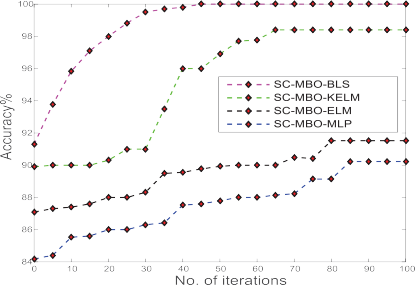 100
98
96
94
92
90
88
86
84
Accuracy%
SC-MBO-BLS
SC-MBO-KELM
SC-MBO-ELM
SC-MBO-MLP
0 10 20 30 40 50 60 70 80 90 100
No. of iterations